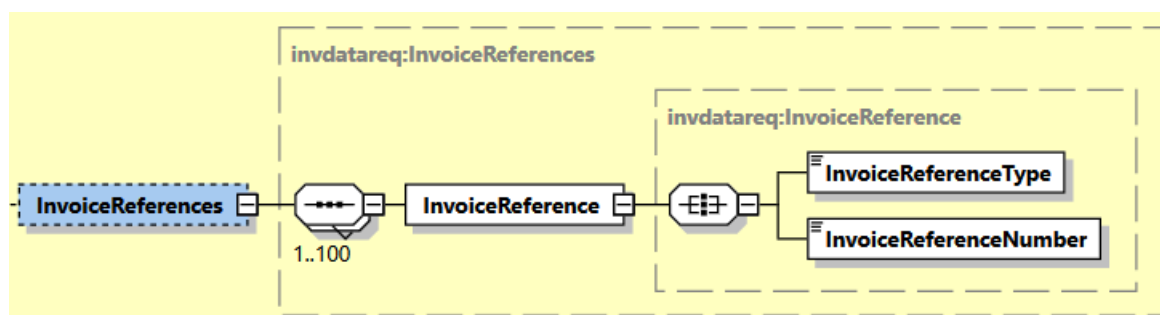 invdatareq:InvoiceReferences
invdatareq:InvoiceReference
InvoiceReferenceType
InvoiceReferences
InvoiceReference
InvoiceReferenceNumber
1..100